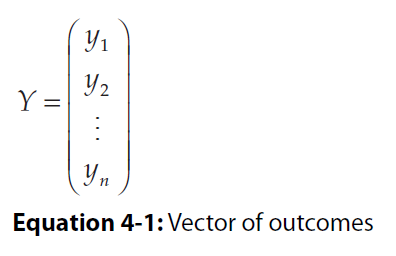 y1
y2
Y =
⋮
yn
Equation 4-1: Vector of outcomes